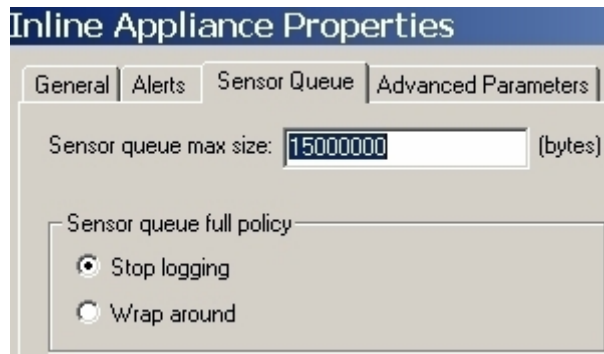 Inline Appliance Properties
General Alerts Sensor Queue Advanced Parameters
Sensor queue max size: 15000000 (bytes)
Sensor queue full policy
Stop logging
Wrap around